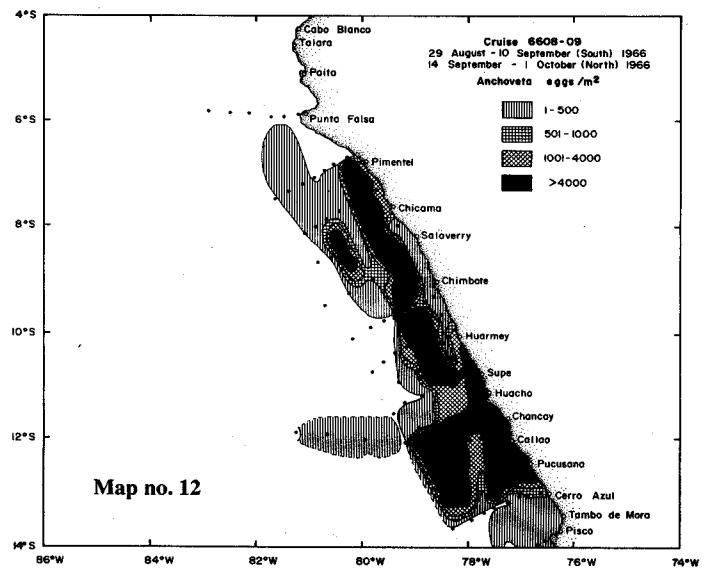 4°S
Cabo Blanco
Talara
Paita
Punta Falsa
6°S
Pimentel
Chicama
8°S
Salaverry
Chimbote
10°S
Huarmey
Supe
Huacho
Chancay
12°S
Callao
Pucusana
Cerro Azul
Tambo de Mora
Pisco
14°S
86°W
84°W
82°W
80°W
78°W
76°W
74°W
Cruise 6608-09
29 August - 10 September (South) 1966
14 September - 1 October (North) 1966
Anchoveta eggs/m²
1-500
501-1000
1001-4000
>4000
Map no. 12